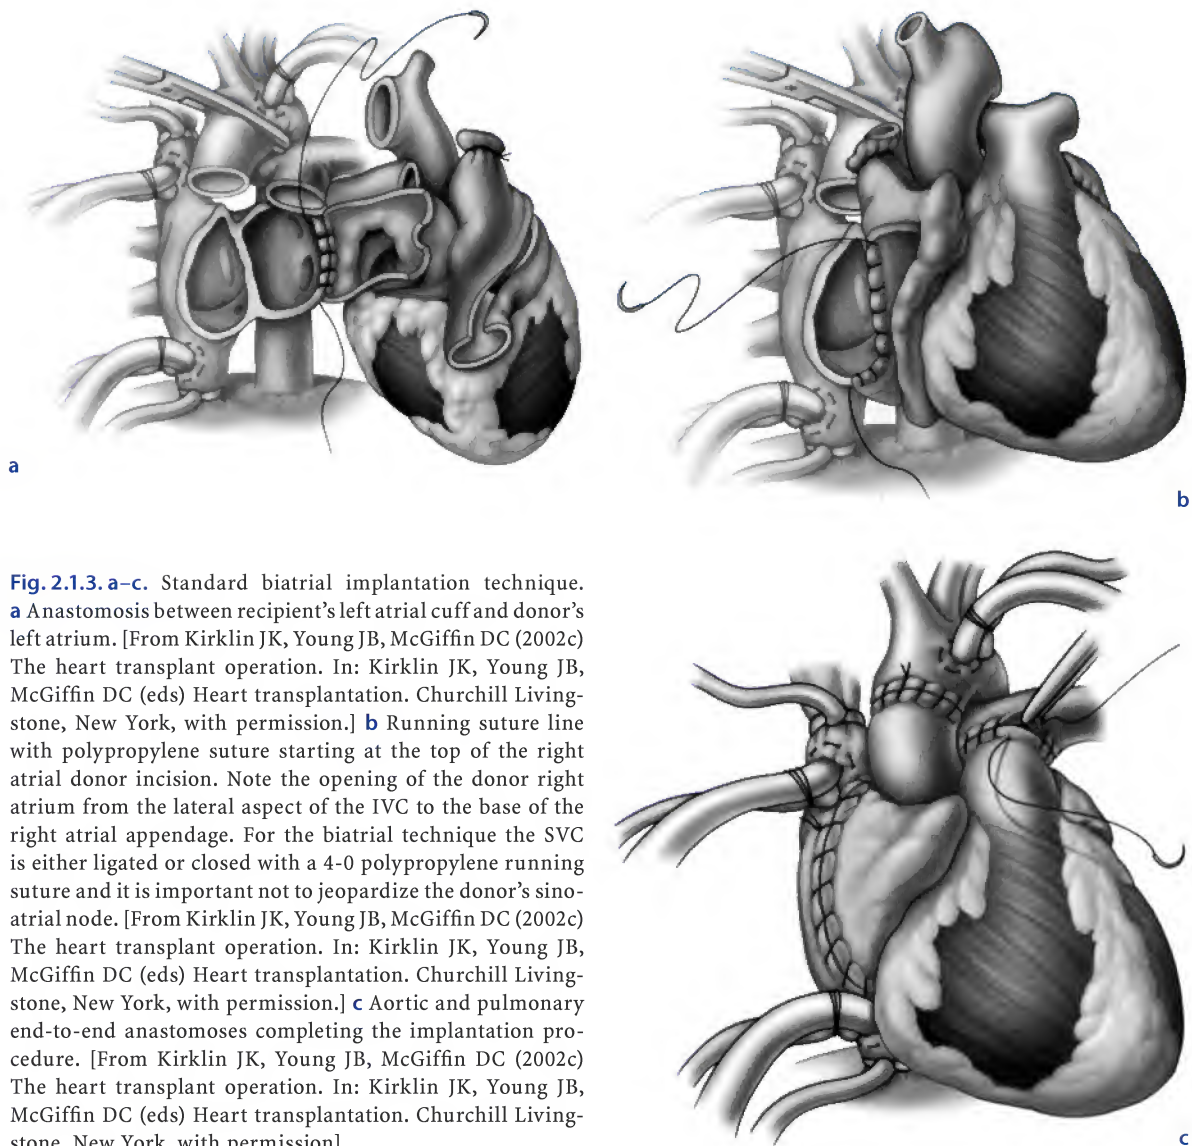 a
b
Fig. 2.1.3. a–c. Standard biatrial implantation technique.
a Anastomosis between recipient's left atrial cuff and donor's
left atrium. [From Kirklin JK, Young JB, McGiffin DC (2002c)
The heart transplant operation. In: Kirklin JK, Young JB,
McGiffin DC (eds) Heart transplantation. Churchill Living-
stone, New York, with permission.] b Running suture line
with polypropylene suture starting at the top of the right
atrial donor incision. Note the opening of the donor right
atrium from the lateral aspect of the IVC to the base of the
right atrial appendage. For the biatrial technique the SVC
is either ligated or closed with a 4-0 polypropylene running
suture and it is important not to jeopardize the donor's sino-
atrial node. [From Kirklin JK, Young JB, McGiffin DC (2002c)
The heart transplant operation. In: Kirklin JK, Young JB,
McGiffin DC (eds) Heart transplantation. Churchill Living-
stone, New York, with permission.] c Aortic and pulmonary
end-to-end anastomoses completing the implantation pro-
cedure. [From Kirklin JK, Young JB, McGiffin DC (2002c)
The heart transplant operation. In: Kirklin JK, Young JB,
McGiffin DC (eds) Heart transplantation. Churchill Living-
stone, New York, with permission]
c